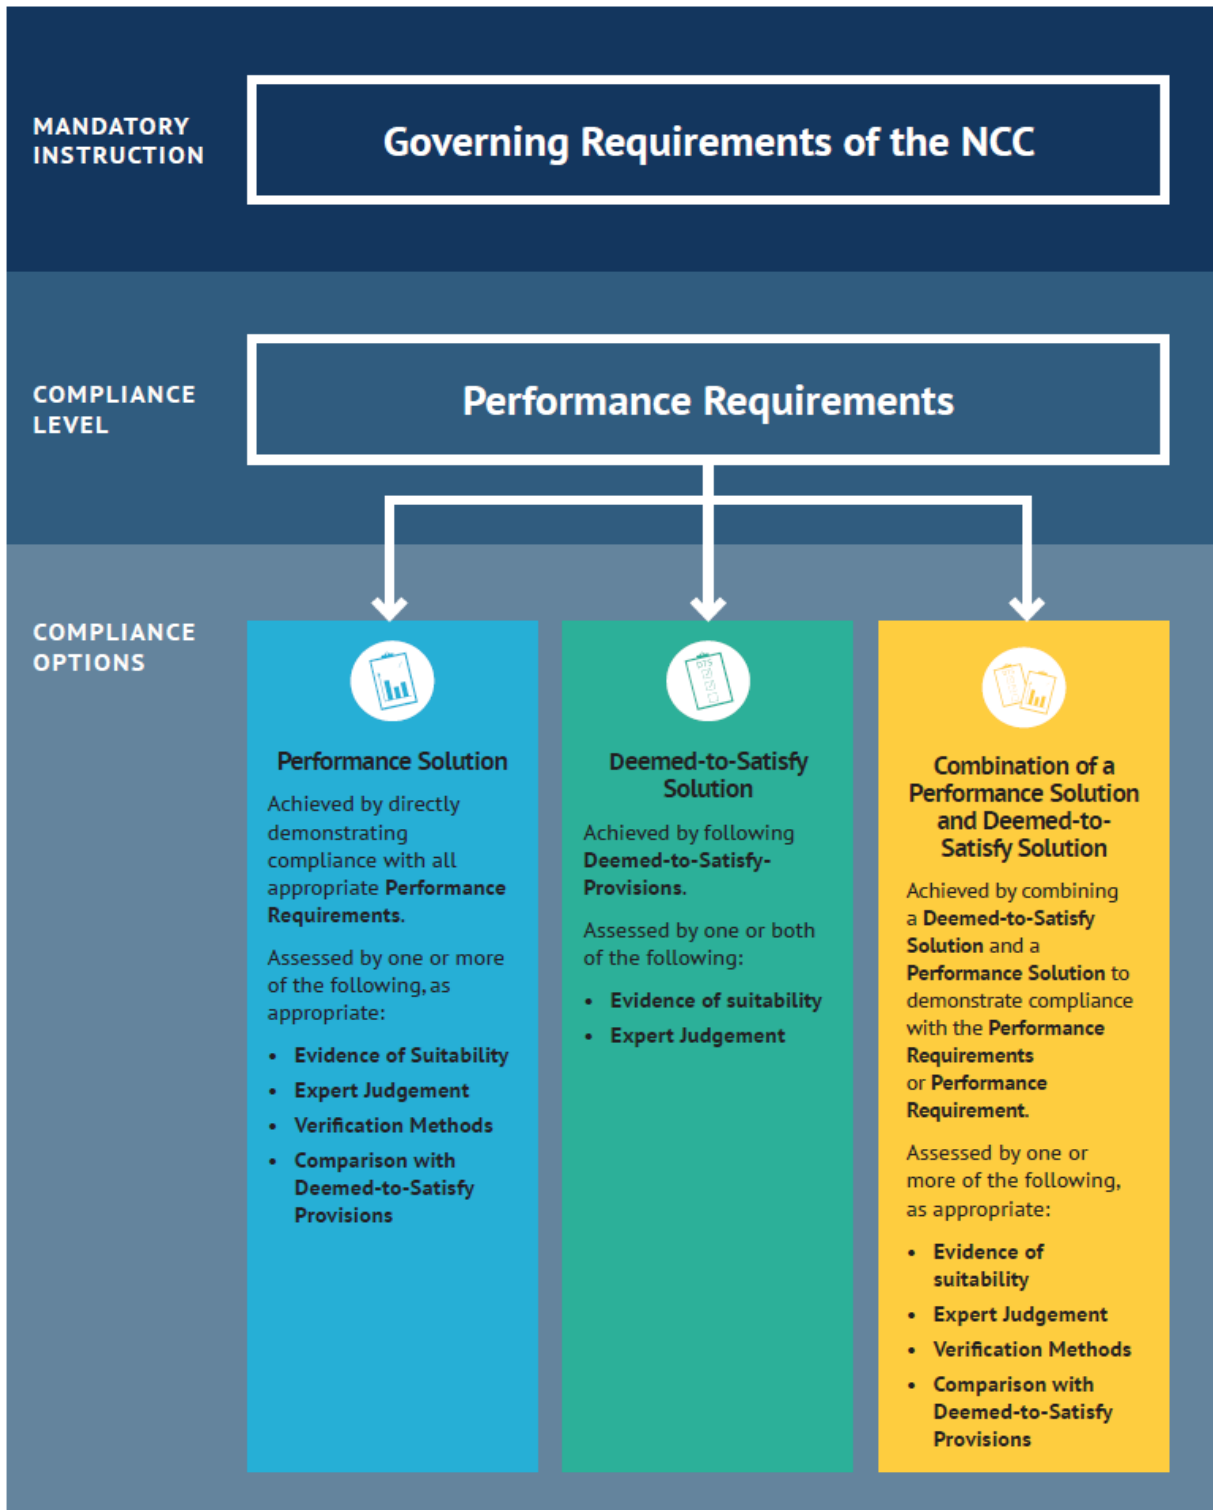 MANDATORY
INSTRUCTION
Governing Requirements of the NCC
COMPLIANCE
LEVEL
Performance Requirements
COMPLIANCE
OPTIONS
Performance Solution
Achieved by directly
demonstrating
compliance with all
appropriate Performance
Requirements.
Assessed by one or more
of the following, as
appropriate:
• Evidence of Suitability
• Expert Judgement
• Verification Methods
• Comparison with
Deemed-to-Satisfy
Provisions
DTS
Deemed-to-Satisfy
Solution
Achieved by following
Deemed-to-Satisfy-
Provisions.
Assessed by one or both
of the following:
• Evidence of suitability
• Expert Judgement
Combination of a
Performance Solution
and Deemed-to-
Satisfy Solution
Achieved by combining
a Deemed-to-Satisfy
Solution and a
Performance Solution to
demonstrate compliance
with the Performance
Requirements
or Performance
Requirement.
Assessed by one or
more of the following,
as appropriate:
• Evidence of
suitability
• Expert Judgement
• Verification Methods
• Comparison with
Deemed-to-Satisfy
Provisions